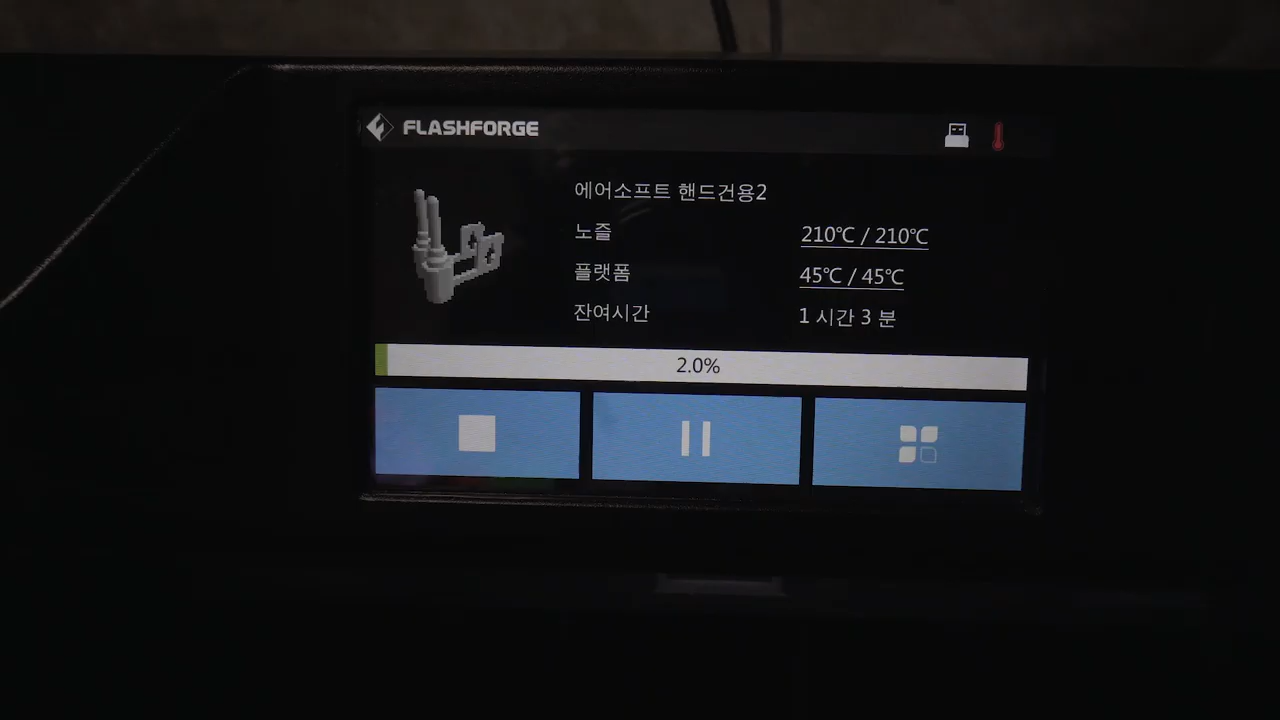 FLASHFORGE
에어소프트 핸드건용2
노즐 210℃ / 210℃
플랫폼 45℃ / 45℃
잔여시간 1 시간 3 분
2.0%